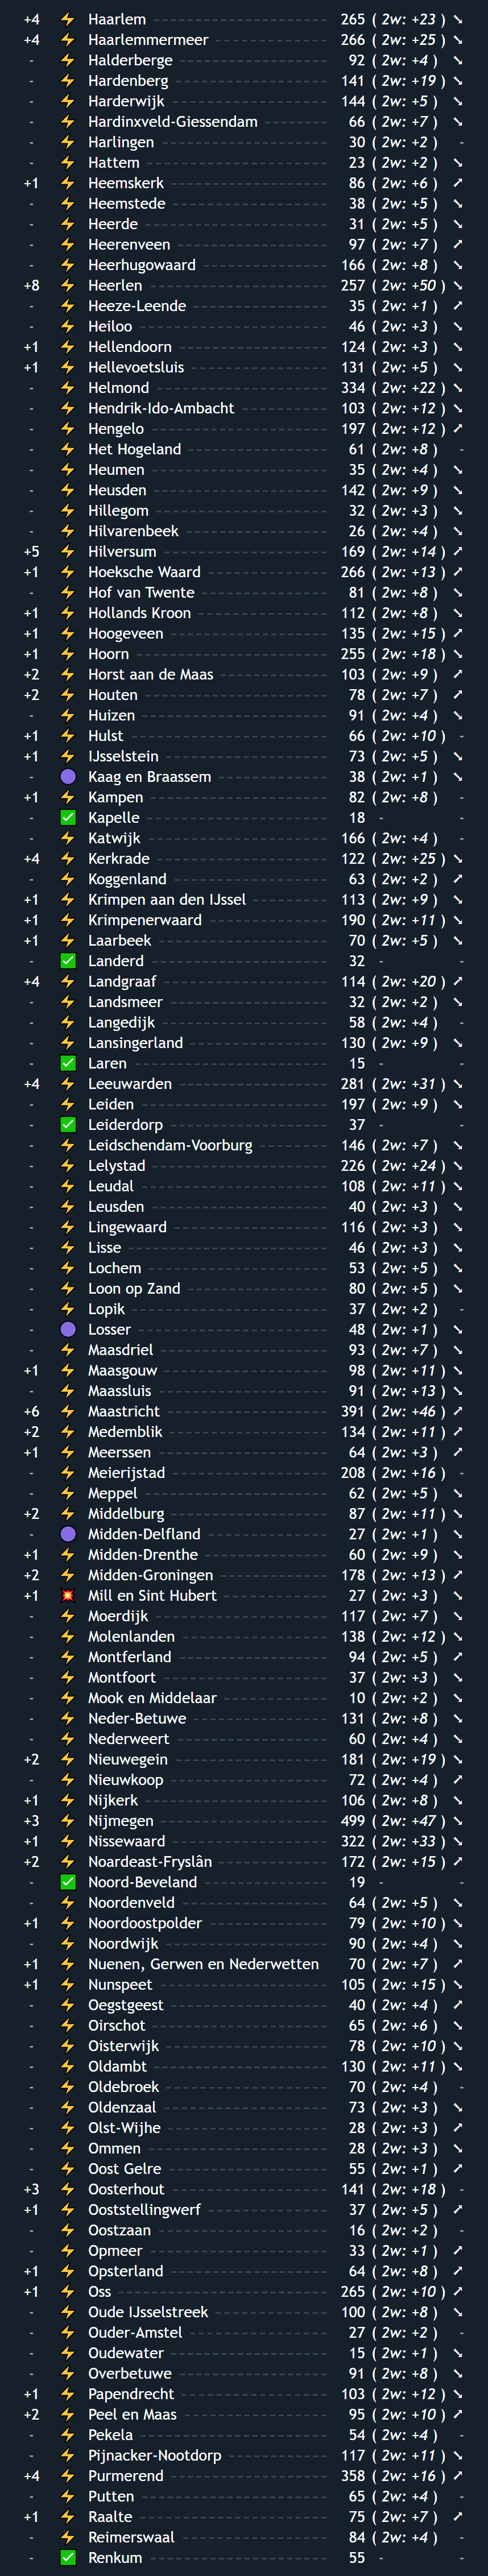 +4 ⚡ Haarlem 265 ( 2w: +23 ) ➘
+4 ⚡ Haarlemmermeer 266 ( 2w: +25 ) ➘
- ⚡ Halderberge 92 ( 2w: +4 ) ➘
- ⚡ Hardenberg 141 ( 2w: +19 ) ➘
- ⚡ Harderwijk 144 ( 2w: +5 ) ➘
- ⚡ Hardinxveld-Giessendam 66 ( 2w: +7 ) ➘
- ⚡ Harlingen 30 ( 2w: +2 ) -
- ⚡ Hattem 23 ( 2w: +2 ) ➘
+1 ⚡ Heemskerk 86 ( 2w: +6 ) ➚
- ⚡ Heemstede 38 ( 2w: +5 ) ➘
- ⚡ Heerde 31 ( 2w: +5 ) ➘
- ⚡ Heerenveen 97 ( 2w: +7 ) ➚
- ⚡ Heerhugowaard 166 ( 2w: +8 ) ➘
+8 ⚡ Heerlen 257 ( 2w: +50 ) ➘
- ⚡ Heeze-Leende 35 ( 2w: +1 ) ➚
- ⚡ Heiloo 46 ( 2w: +3 ) ➘
+1 ⚡ Hellendoorn 124 ( 2w: +3 ) ➘
+1 ⚡ Hellevoetsluis 131 ( 2w: +5 ) ➘
- ⚡ Helmond 334 ( 2w: +22 ) ➘
- ⚡ Hendrik-Ido-Ambacht 103 ( 2w: +12 ) ➘
- ⚡ Hengelo 197 ( 2w: +12 ) ➚
- ⚡ Het Hogeland 61 ( 2w: +8 ) -
- ⚡ Heumen 35 ( 2w: +4 ) ➘
- ⚡ Heusden 142 ( 2w: +9 ) ➘
- ⚡ Hillegom 32 ( 2w: +3 ) ➘
- ⚡ Hilvarenbeek 26 ( 2w: +4 ) ➘
+5 ⚡ Hilversum 169 ( 2w: +14 ) ➚
+1 ⚡ Hoeksche Waard 266 ( 2w: +13 ) ➚
- ⚡ Hof van Twente 81 ( 2w: +8 ) ➘
+1 ⚡ Hollands Kroon 112 ( 2w: +8 ) ➘
+1 ⚡ Hoogeveen 135 ( 2w: +15 ) ➚
+1 ⚡ Hoorn 255 ( 2w: +18 ) ➘
+2 ⚡ Horst aan de Maas 103 ( 2w: +9 ) ➚
+2 ⚡ Houten 78 ( 2w: +7 ) ➚
- ⚡ Huizen 91 ( 2w: +4 ) ➘
+1 ⚡ Hulst 66 ( 2w: +10 ) -
+1 ⚡ IJsselstein 73 ( 2w: +5 ) ➘
- 🟣 Kaag en Braassem 38 ( 2w: +1 ) ➘
+1 ⚡ Kampen 82 ( 2w: +8 ) -
- ✅ Kapelle 18 - -
- ⚡ Katwijk 166 ( 2w: +4 ) -
+4 ⚡ Kerkrade 122 ( 2w: +25 ) ➘
- ⚡ Koggenland 63 ( 2w: +2 ) ➚
+1 ⚡ Krimpen aan den IJssel 113 ( 2w: +9 ) ➘
+1 ⚡ Krimpenerwaard 190 ( 2w: +11 ) ➘
+1 ⚡ Laarbeek 70 ( 2w: +5 ) ➘
- ✅ Landerd 32 - -
+4 ⚡ Landgraaf 114 ( 2w: +20 ) ➚
- ⚡ Landsmeer 32 ( 2w: +2 ) ➘
- ⚡ Langedijk 58 ( 2w: +4 ) -
- ⚡ Lansingerland 130 ( 2w: +9 ) ➘
- ✅ Laren 15 - -
+4 ⚡ Leeuwarden 281 ( 2w: +31 ) ➘
- ⚡ Leiden 197 ( 2w: +9 ) ➘
- ✅ Leiderdorp 37 - -
- ⚡ Leidschendam-Voorburg 146 ( 2w: +7 ) ➘
- ⚡ Lelystad 226 ( 2w: +24 ) ➘
- ⚡ Leudal 108 ( 2w: +11 ) ➘
- ⚡ Leusden 40 ( 2w: +3 ) ➘
- ⚡ Lingewaard 116 ( 2w: +3 ) ➘
- ⚡ Lisse 46 ( 2w: +3 ) ➘
- ⚡ Lochem 53 ( 2w: +5 ) ➘
- ⚡ Loon op Zand 80 ( 2w: +5 ) ➘
- ⚡ Lopik 37 ( 2w: +2 ) -
- 🟣 Losser 48 ( 2w: +1 ) ➘
- ⚡ Maasdriel 93 ( 2w: +7 ) ➘
+1 ⚡ Maasgouw 98 ( 2w: +11 ) ➘
- ⚡ Maassluis 91 ( 2w: +13 ) ➘
+6 ⚡ Maastricht 391 ( 2w: +46 ) ➚
+2 ⚡ Medemblik 134 ( 2w: +11 ) ➚
+1 ⚡ Meerssen 64 ( 2w: +3 ) ➚
- ⚡ Meierijstad 208 ( 2w: +16 ) -
- ⚡ Meppel 62 ( 2w: +5 ) ➘
+2 ⚡ Middelburg 87 ( 2w: +11 ) ➘
- 🟣 Midden-Delfland 27 ( 2w: +1 ) ➘
+1 ⚡ Midden-Drenthe 60 ( 2w: +9 ) ➘
+2 ⚡ Midden-Groningen 178 ( 2w: +13 ) ➚
+1 💥 Mill en Sint Hubert 27 ( 2w: +3 ) ➘
- ⚡ Moerdijk 117 ( 2w: +7 ) ➘
- ⚡ Molenlanden 138 ( 2w: +12 ) ➘
- ⚡ Montferland 94 ( 2w: +5 ) ➚
- ⚡ Montfoort 37 ( 2w: +3 ) ➘
- ⚡ Mook en Middelaar 10 ( 2w: +2 ) ➘
- ⚡ Neder-Betuwe 131 ( 2w: +8 ) ➘
- ⚡ Nederweert 60 ( 2w: +4 ) ➘
+2 ⚡ Nieuwegein 181 ( 2w: +19 ) ➘
- ⚡ Nieuwkoop 72 ( 2w: +4 ) ➚
+1 ⚡ Nijkerk 106 ( 2w: +8 ) ➘
+3 ⚡ Nijmegen 499 ( 2w: +47 ) ➘
+1 ⚡ Nissewaard 322 ( 2w: +33 ) ➘
+2 ⚡ Noardeast-Fryslân 172 ( 2w: +15 ) ➚
- ✅ Noord-Beveland 19 - -
- ⚡ Noordenveld 64 ( 2w: +5 ) ➘
+1 ⚡ Noordoostpolder 79 ( 2w: +10 ) ➘
- ⚡ Noordwijk 90 ( 2w: +4 ) ➘
+1 ⚡ Nuenen, Gerwen en Nederwetten 70 ( 2w: +7 ) ➚
+1 ⚡ Nunspeet 105 ( 2w: +15 ) ➘
- ⚡ Oegstgeest 40 ( 2w: +4 ) ➚
- ⚡ Oirschot 65 ( 2w: +6 ) ➘
- ⚡ Oisterwijk 78 ( 2w: +10 ) ➘
- ⚡ Oldambt 130 ( 2w: +11 ) ➘
- ⚡ Oldebroek 70 ( 2w: +4 ) -
- ⚡ Oldenzaal 73 ( 2w: +3 ) ➘
- ⚡ Olst-Wijhe 28 ( 2w: +3 ) ➚
- ⚡ Ommen 28 ( 2w: +3 ) ➘
- ⚡ Oost Gelre 55 ( 2w: +1 ) ➚
+3 ⚡ Oosterhout 141 ( 2w: +18 ) -
+1 ⚡ Ooststellingwerf 37 ( 2w: +5 ) ➚
- ⚡ Oostzaan 16 ( 2w: +2 ) -
- ⚡ Opmeer 33 ( 2w: +1 ) ➚
+1 ⚡ Opsterland 64 ( 2w: +8 ) ➚
+1 ⚡ Oss 265 ( 2w: +10 ) ➚
- ⚡ Oude IJsselstreek 100 ( 2w: +8 ) ➘
- ⚡ Ouder-Amstel 27 ( 2w: +2 ) -
- ⚡ Oudewater 15 ( 2w: +1 ) ➘
- ⚡ Overbetuwe 91 ( 2w: +8 ) ➘
+1 ⚡ Papendrecht 103 ( 2w: +12 ) ➘
+2 ⚡ Peel en Maas 95 ( 2w: +10 ) ➚
- ⚡ Pekela 54 ( 2w: +4 ) -
- ⚡ Pijnacker-Nootdorp 117 ( 2w: +11 ) ➘
+4 ⚡ Purmerend 358 ( 2w: +16 ) ➚
- ⚡ Putten 65 ( 2w: +4 ) -
+1 ⚡ Raalte 75 ( 2w: +7 ) ➚
- ⚡ Reimerswaal 84 ( 2w: +4 ) -
- ✅ Renkum 55 - -